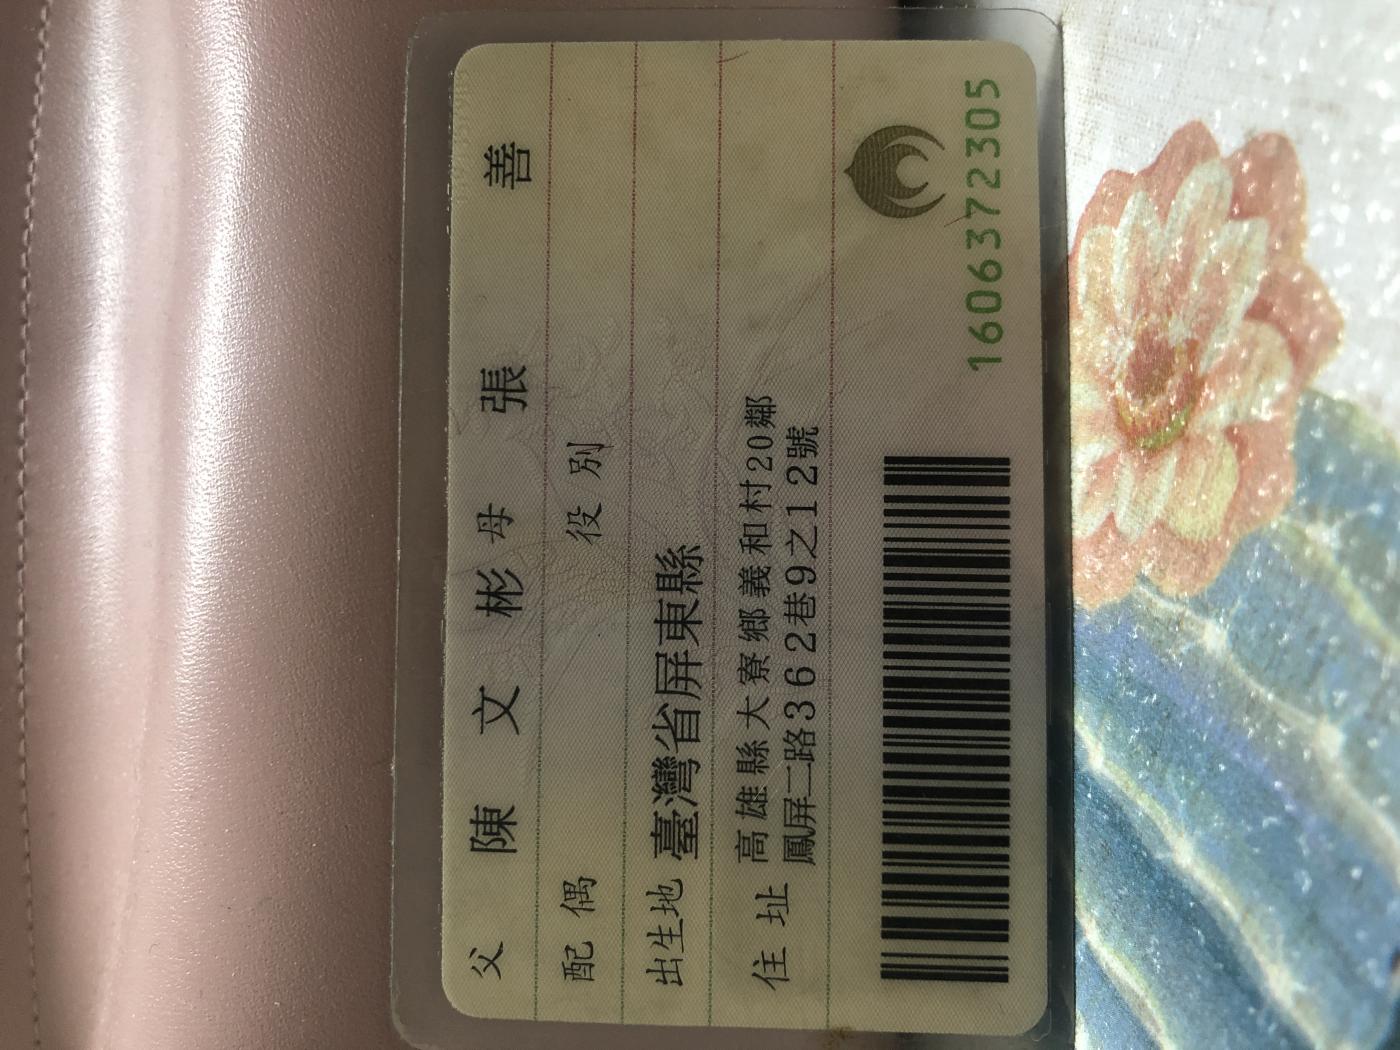 父 陳 文 彬 母 張 善
配偶 役別
出生地 臺灣省屏東縣
住址 高雄縣大寮鄉義和村20鄰
鳳屏二路362巷9之12號
1606372305